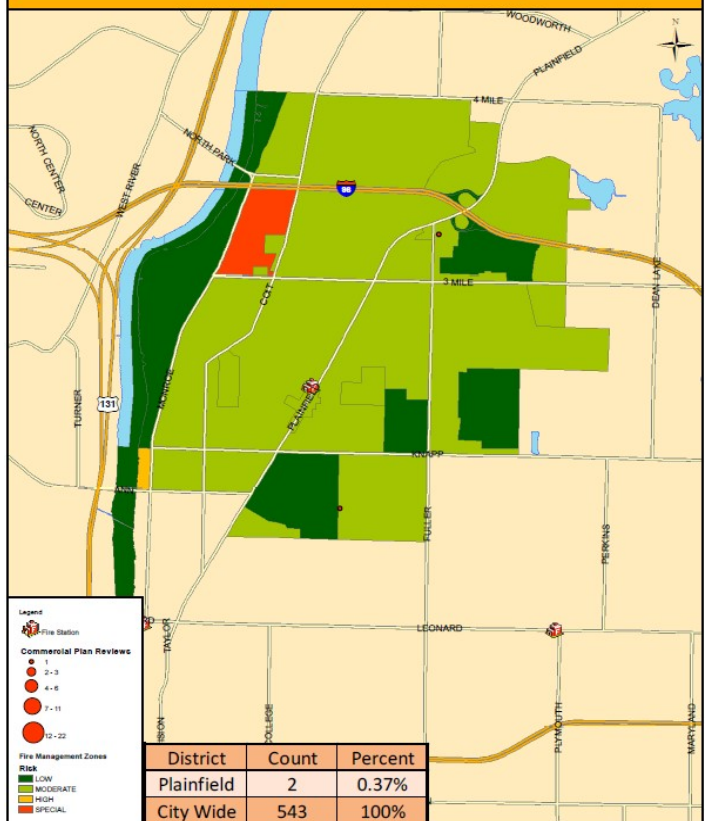 WOODWORTH
N
PLAINFIELD
4 MILE
NORTH PARK
NORTH CENTER
WEST RIVER
CENTER
96
DEAN LAKE
3 MILE
COIT
MONROE
TURNER
131
PLAINFIELD
KNAPP
ANN
FULLER
PERKINS
LEONARD
TAYLOR
ISION
COLLEGE
PLYMOUTH
MARYLAND
Legend
Fire Station
Commercial Plan Reviews
1
2 - 3
4 - 6
7 - 11
12 - 22
Fire Management Zones
Risk
LOW
MODERATE
HIGH
SPECIAL
District Count Percent
Plainfield 2 0.37%
City Wide 543 100%